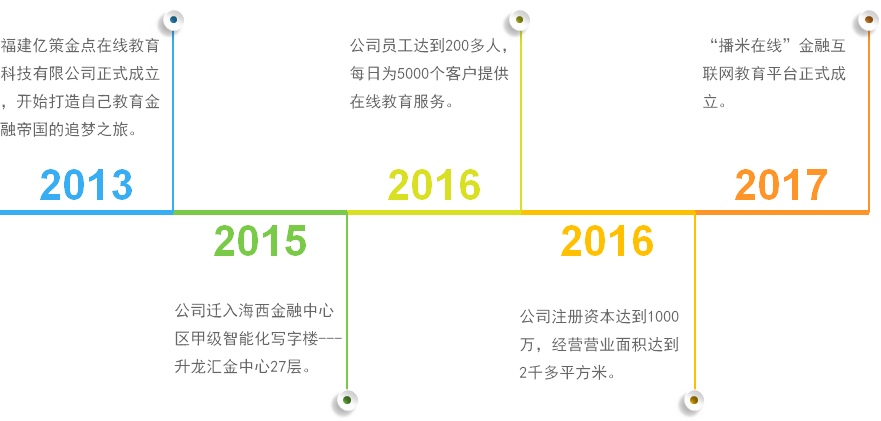 福建亿策金点在线教育
科技有限公司正式成立
，开始打造自己教育金
融帝国的追梦之旅。
2013
2015
公司迁入海西金融中心
区甲级智能化写字楼---
升龙汇金中心27层。
公司员工达到200多人，
每日为5000个客户提供
在线教育服务。
2016
2016
公司注册资本达到1000
万，经营营业面积达到
2千多平方米。
“播米在线”金融互
联网教育平台正式成
立。
2017